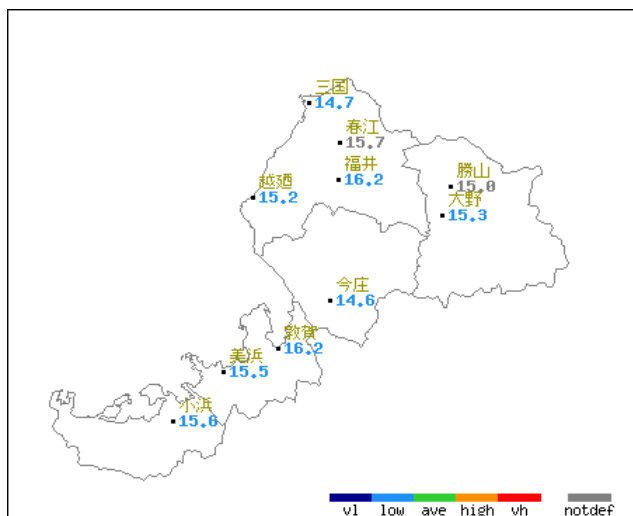 三国
14.7
春江
15.7
福井
16.2
勝山
15.0
越廼
15.2
大野
15.3
今庄
14.6
敦賀
16.2
美浜
15.5
小浜
15.6
vl low ave high vh notdef